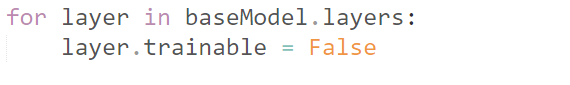 for layer in baseModel.layers:
    layer.trainable = False